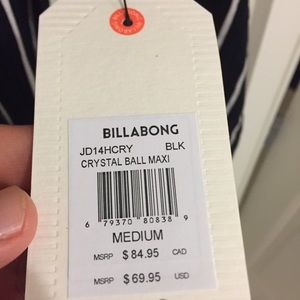 BILLABONG
JD14HCRY BLK
CRYSTAL BALL MAXI
6 79370 80838 9
MEDIUM
MSRP $ 84.95 CAD
MSRP $ 69.95 USD